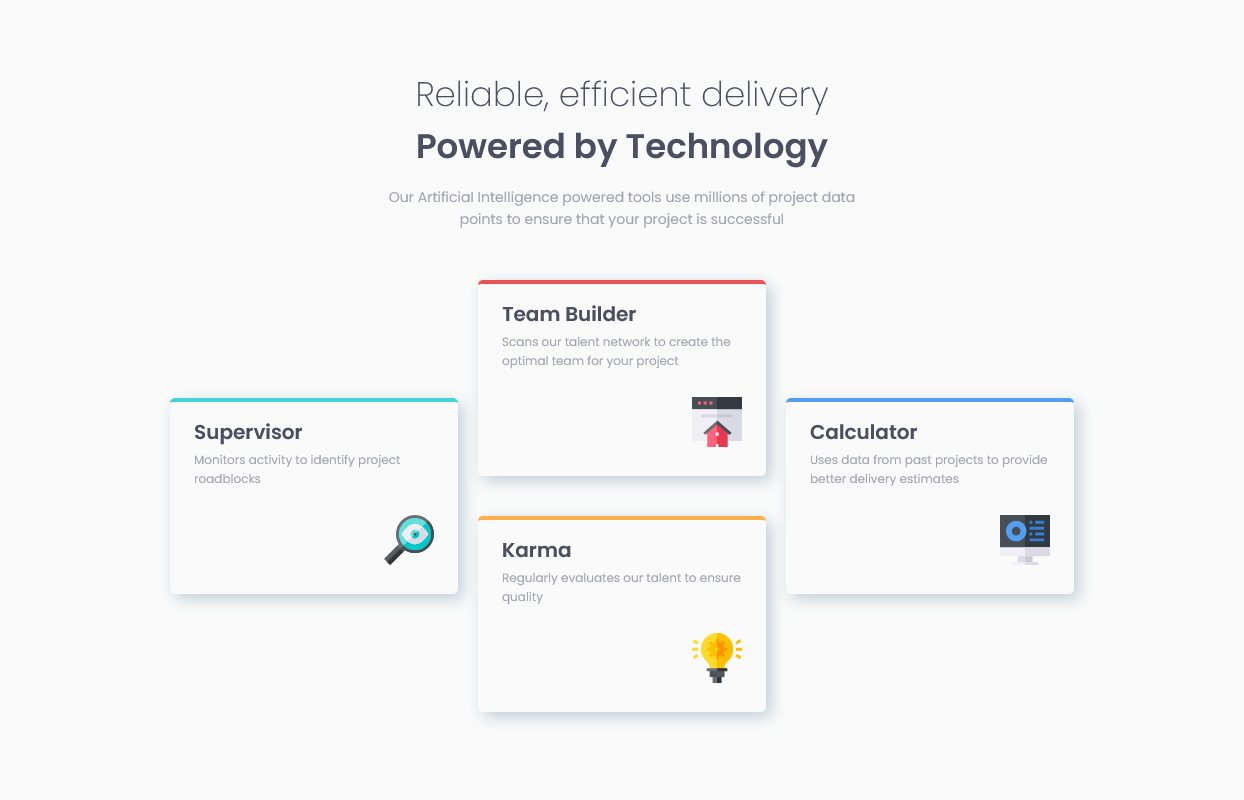 Reliable, efficient delivery
Powered by Technology
Our Artificial Intelligence powered tools use millions of project data
points to ensure that your project is successful
Team Builder
Scans our talent network to create the
optimal team for your project
Supervisor
Monitors activity to identify project
roadblocks
Calculator
Uses data from past projects to provide
better delivery estimates
Karma
Regularly evaluates our talent to ensure
quality